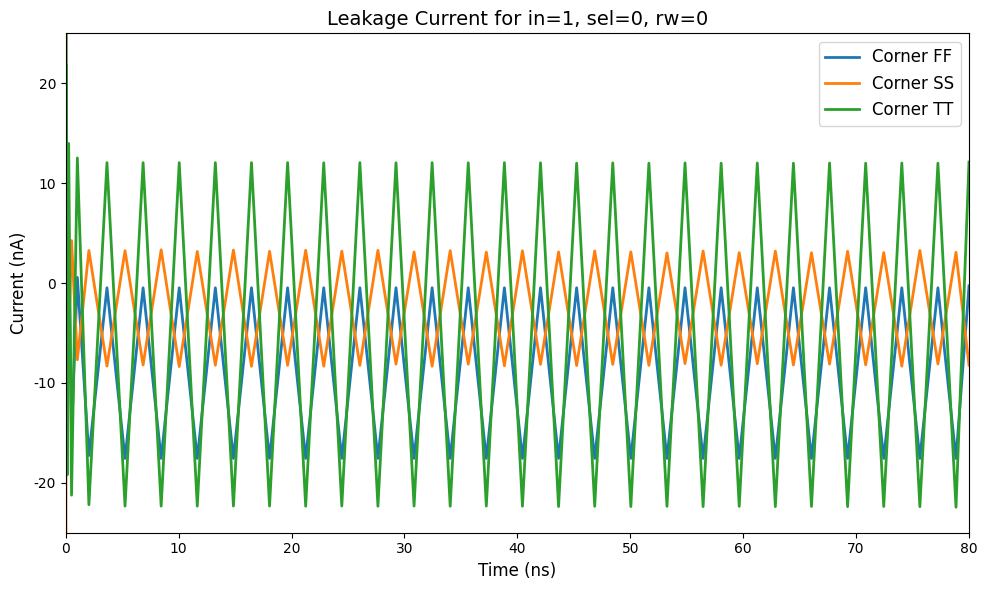 Leakage Current for in=1, sel=0, rw=0
Corner FF
Corner SS
Corner TT
Current (nA)
20
10
0
-10
-20
0 10 20 30 40 50 60 70 80
Time (ns)